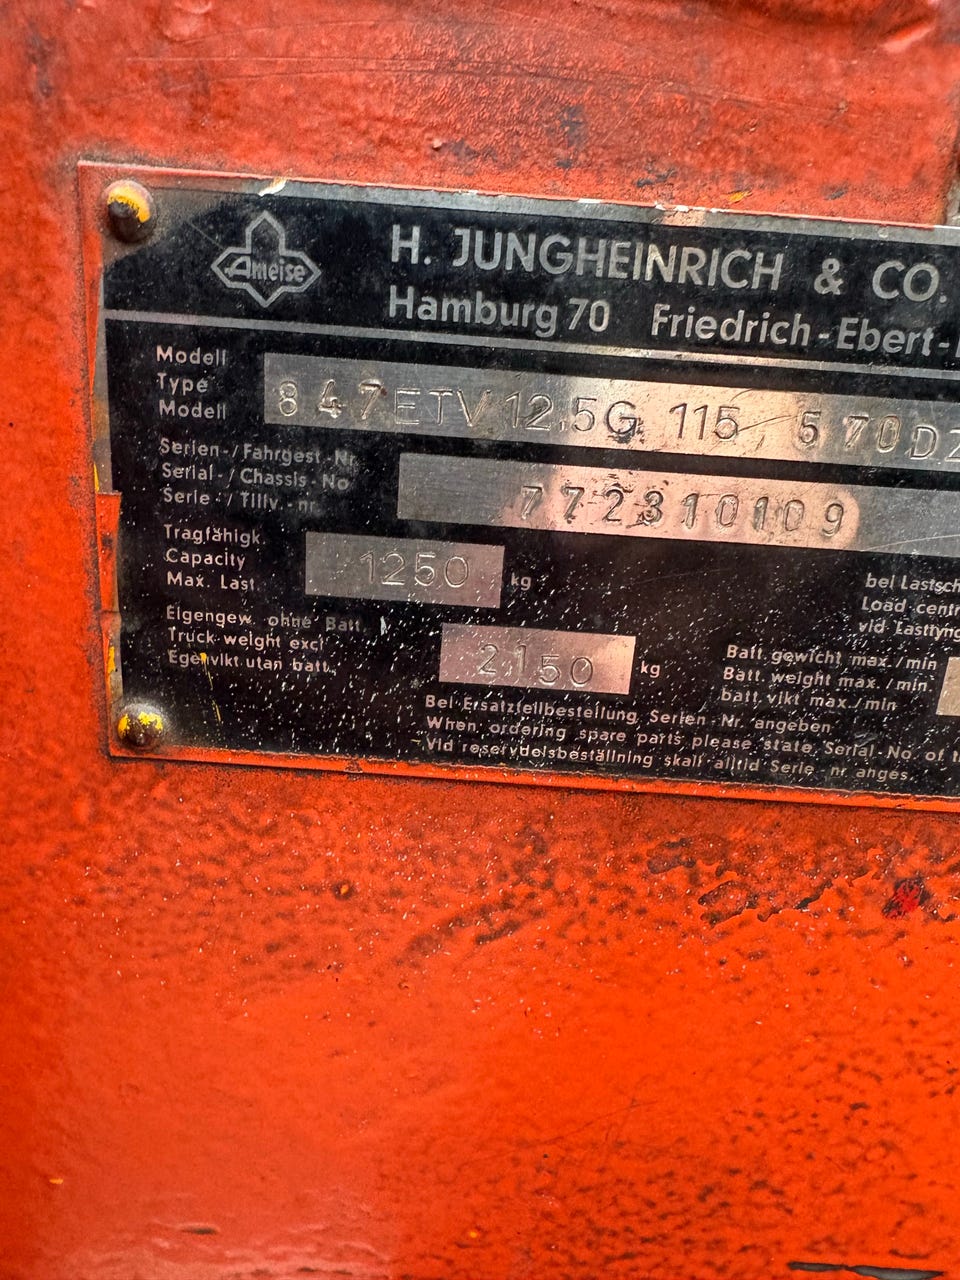 Ameise
H. JUNGHEINRICH & CO.
Hamburg 70 Friedrich-Ebert-
Modell
Type
Modell
847ETV12,5G 115, 570DZ
Serien-/Fahrgest.-Nr.
Serial-/Chassis-No
Serie-/Tillv.-nr.
772310109
Tragfähigk.
Capacity
Max. Last
1250 kg
bel Lastsch
Load centr
vid Lasttyng
Eigengew. ohne Batt.
Truck weight excl
Egenvikt utan batt.
2150 kg
Batt. gewicht max./min
Batt. weight max./min.
batt. vikt max./min
Bei Ersatzteilbestellung Serien-Nr. angeben
When ordering spare parts please state Serial No. of t
Vid reservdelsbeställning skall alltid Serie-nr anges.